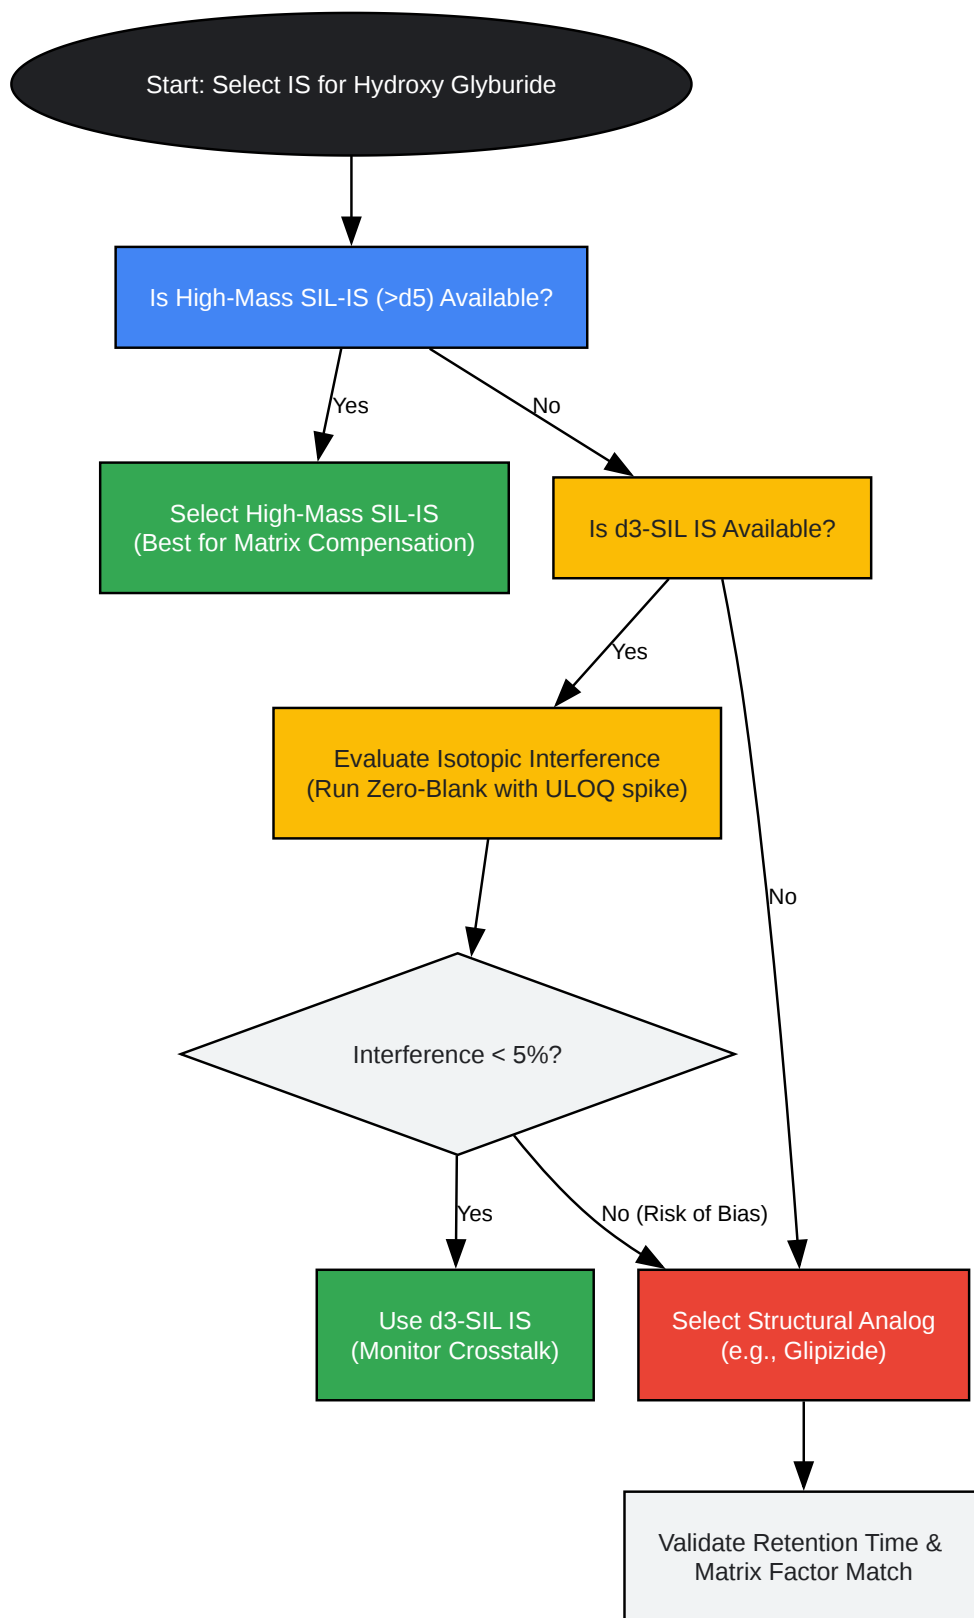 Start: Select IS for Hydroxy Glyburide
Is High-Mass SIL-IS (>d5) Available?
Yes
No
Select High-Mass SIL-IS
(Best for Matrix Compensation)
Is d3-SIL IS Available?
Yes
Evaluate Isotopic Interference
(Run Zero-Blank with ULOQ spike)
No
Interference < 5%?
Yes
No (Risk of Bias)
Use d3-SIL IS
(Monitor Crosstalk)
Select Structural Analog
(e.g., Glipizide)
Validate Retention Time &
Matrix Factor Match